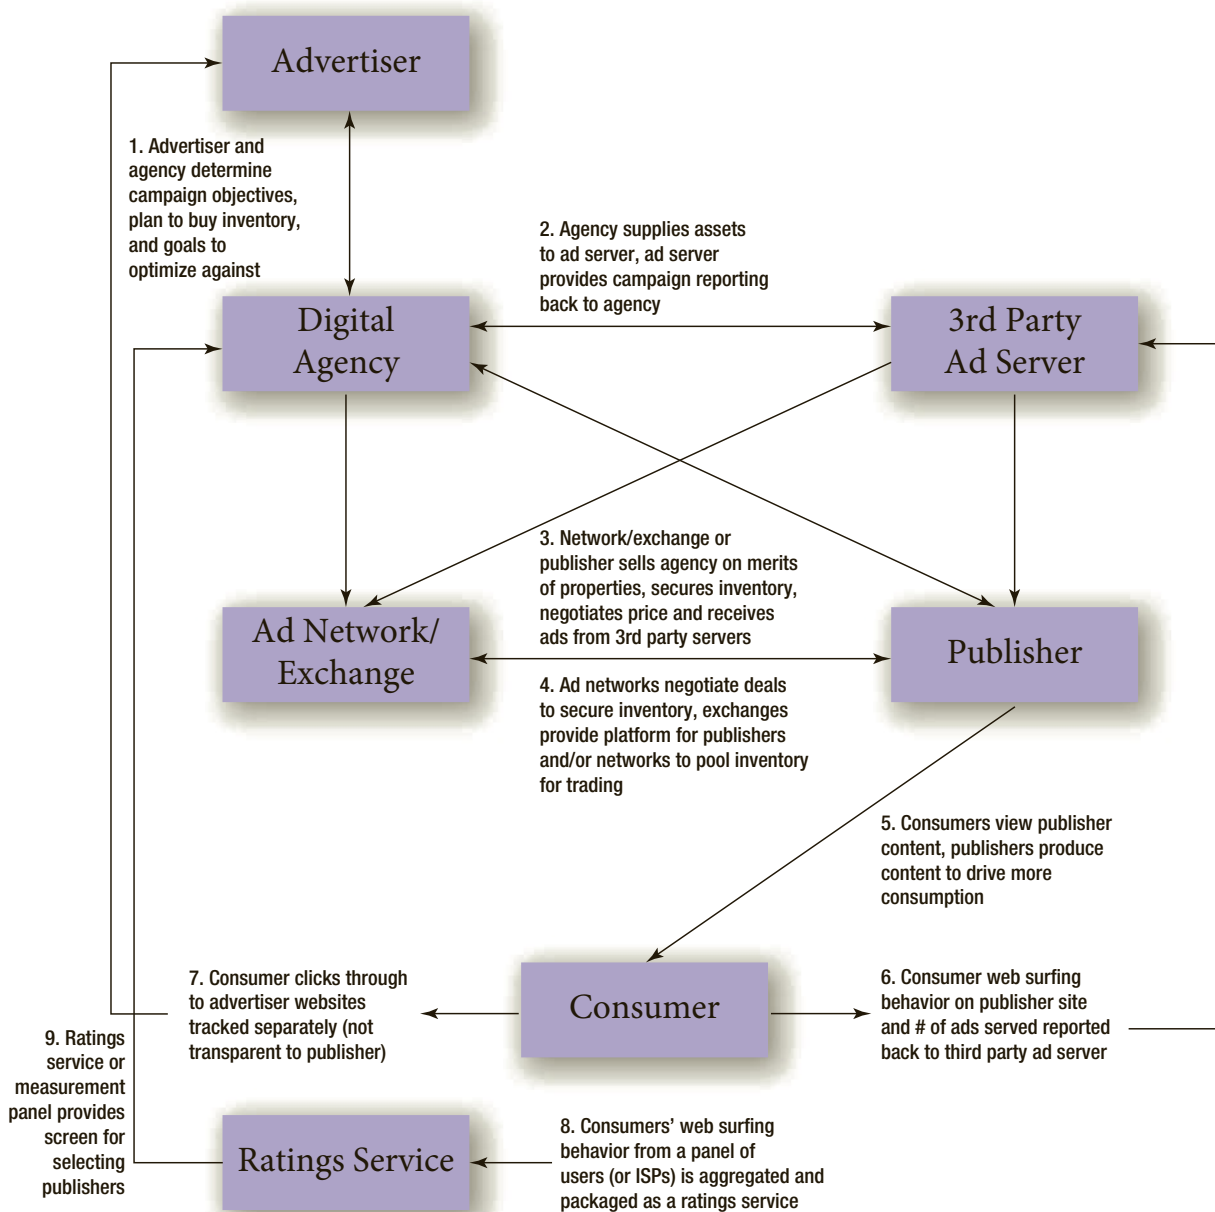 Advertiser
1. Advertiser and
agency determine
campaign objectives,
plan to buy inventory,
and goals to
optimize against
2. Agency supplies assets
to ad server, ad server
provides campaign reporting
back to agency
Digital
Agency
3rd Party
Ad Server
3. Network/exchange or
publisher sells agency on merits
of properties, secures inventory,
negotiates price and receives
ads from 3rd party servers
Ad Network/
Exchange
Publisher
4. Ad networks negotiate deals
to secure inventory, exchanges
provide platform for publishers
and/or networks to pool inventory
for trading
5. Consumers view publisher
content, publishers produce
content to drive more
consumption
7. Consumer clicks through
to advertiser websites
tracked separately (not
transparent to publisher)
Consumer
6. Consumer web surfing
behavior on publisher site
and # of ads served reported
back to third party ad server
9. Ratings
service or
measurement
panel provides
screen for
selecting
publishers
Ratings Service
8. Consumers’ web surfing
behavior from a panel of
users (or ISPs) is aggregated and
packaged as a ratings service